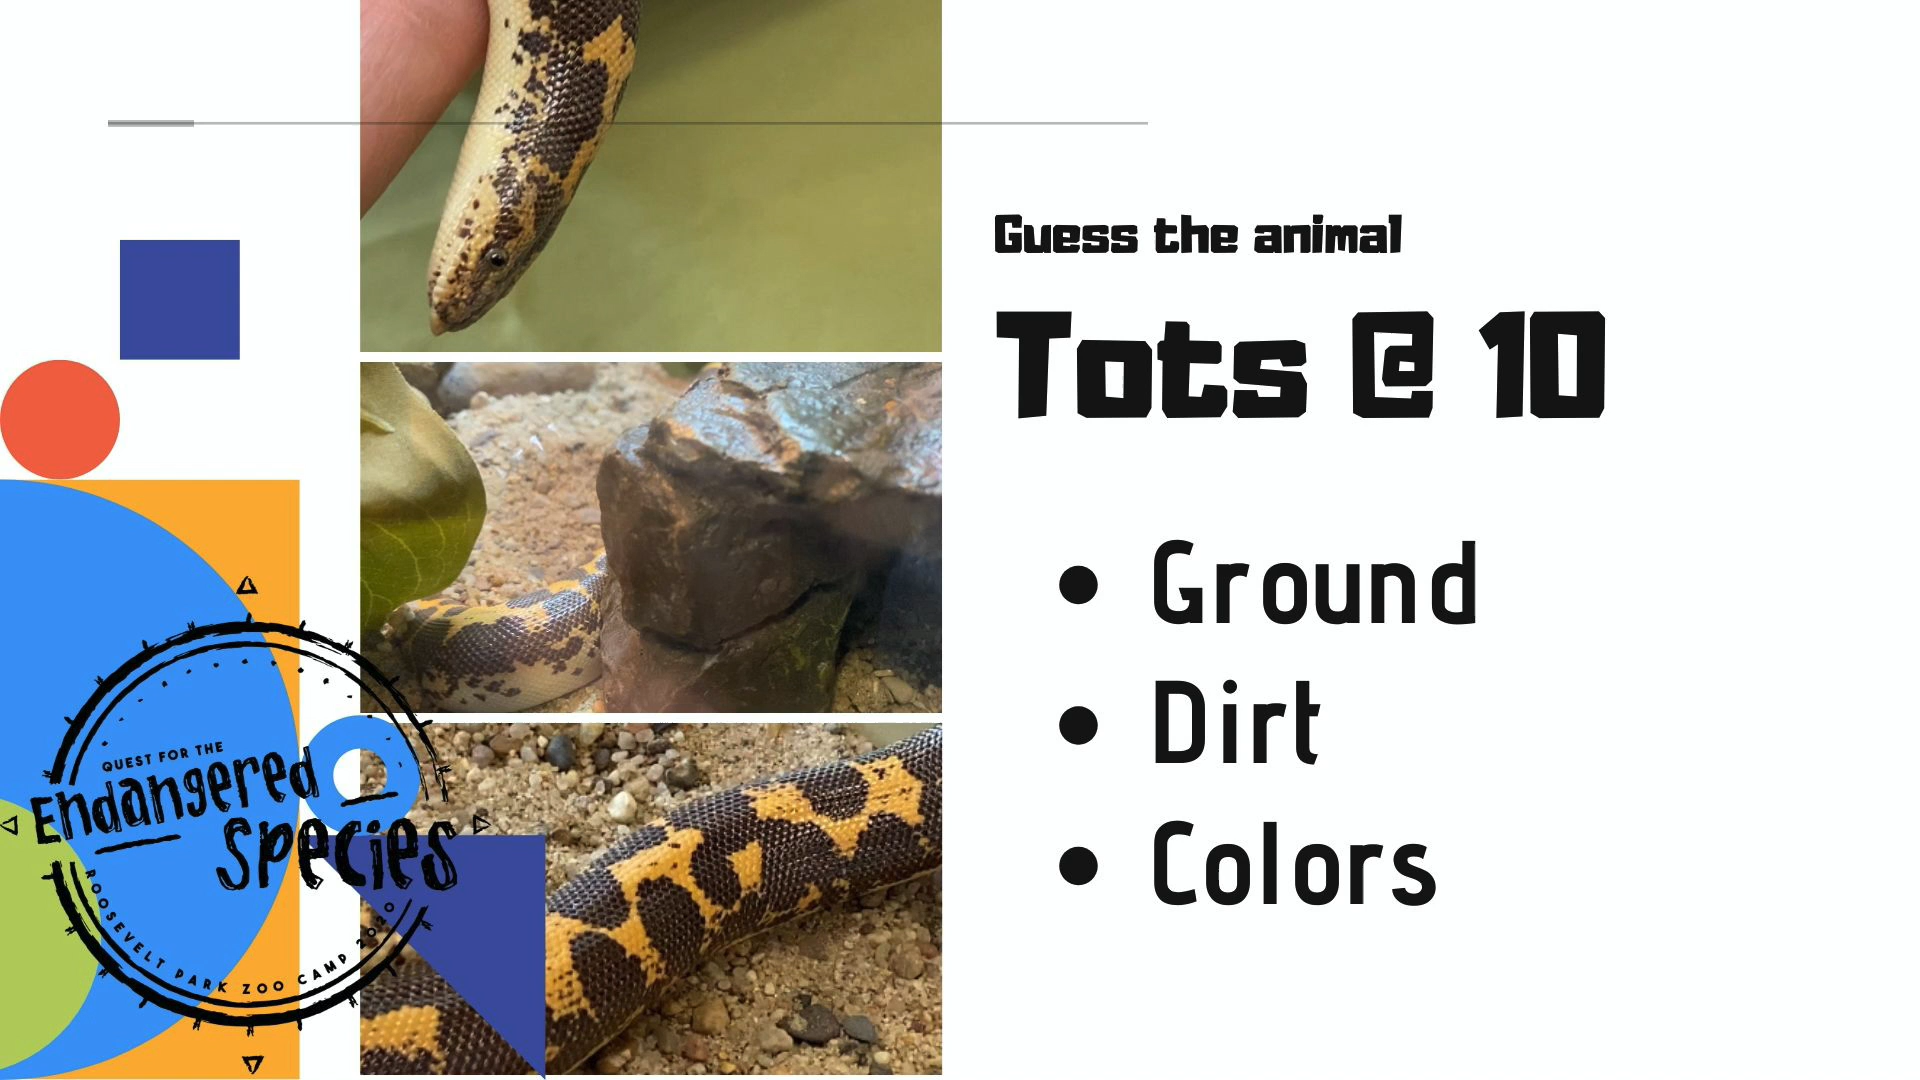 Guess the animal
Tots @ 10
Ground
Dirt
Colors
QUEST FOR THE
Endangered
Species
ROOSEVELT PARK ZOO CAMP 2020